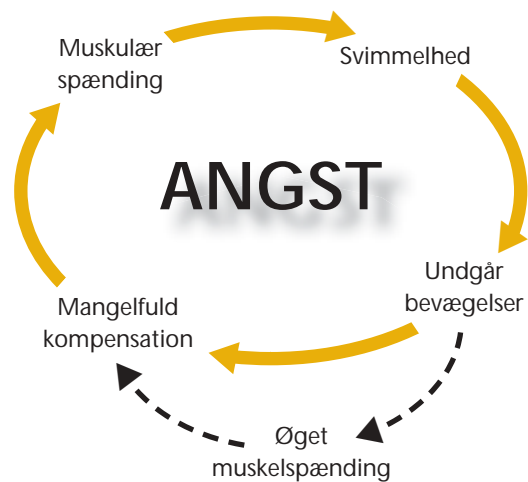 Muskulær
spænding
Svimmelhed
ANGST
Undgår
bevægelser
Mangelfuld
kompensation
Øget
muskelspænding